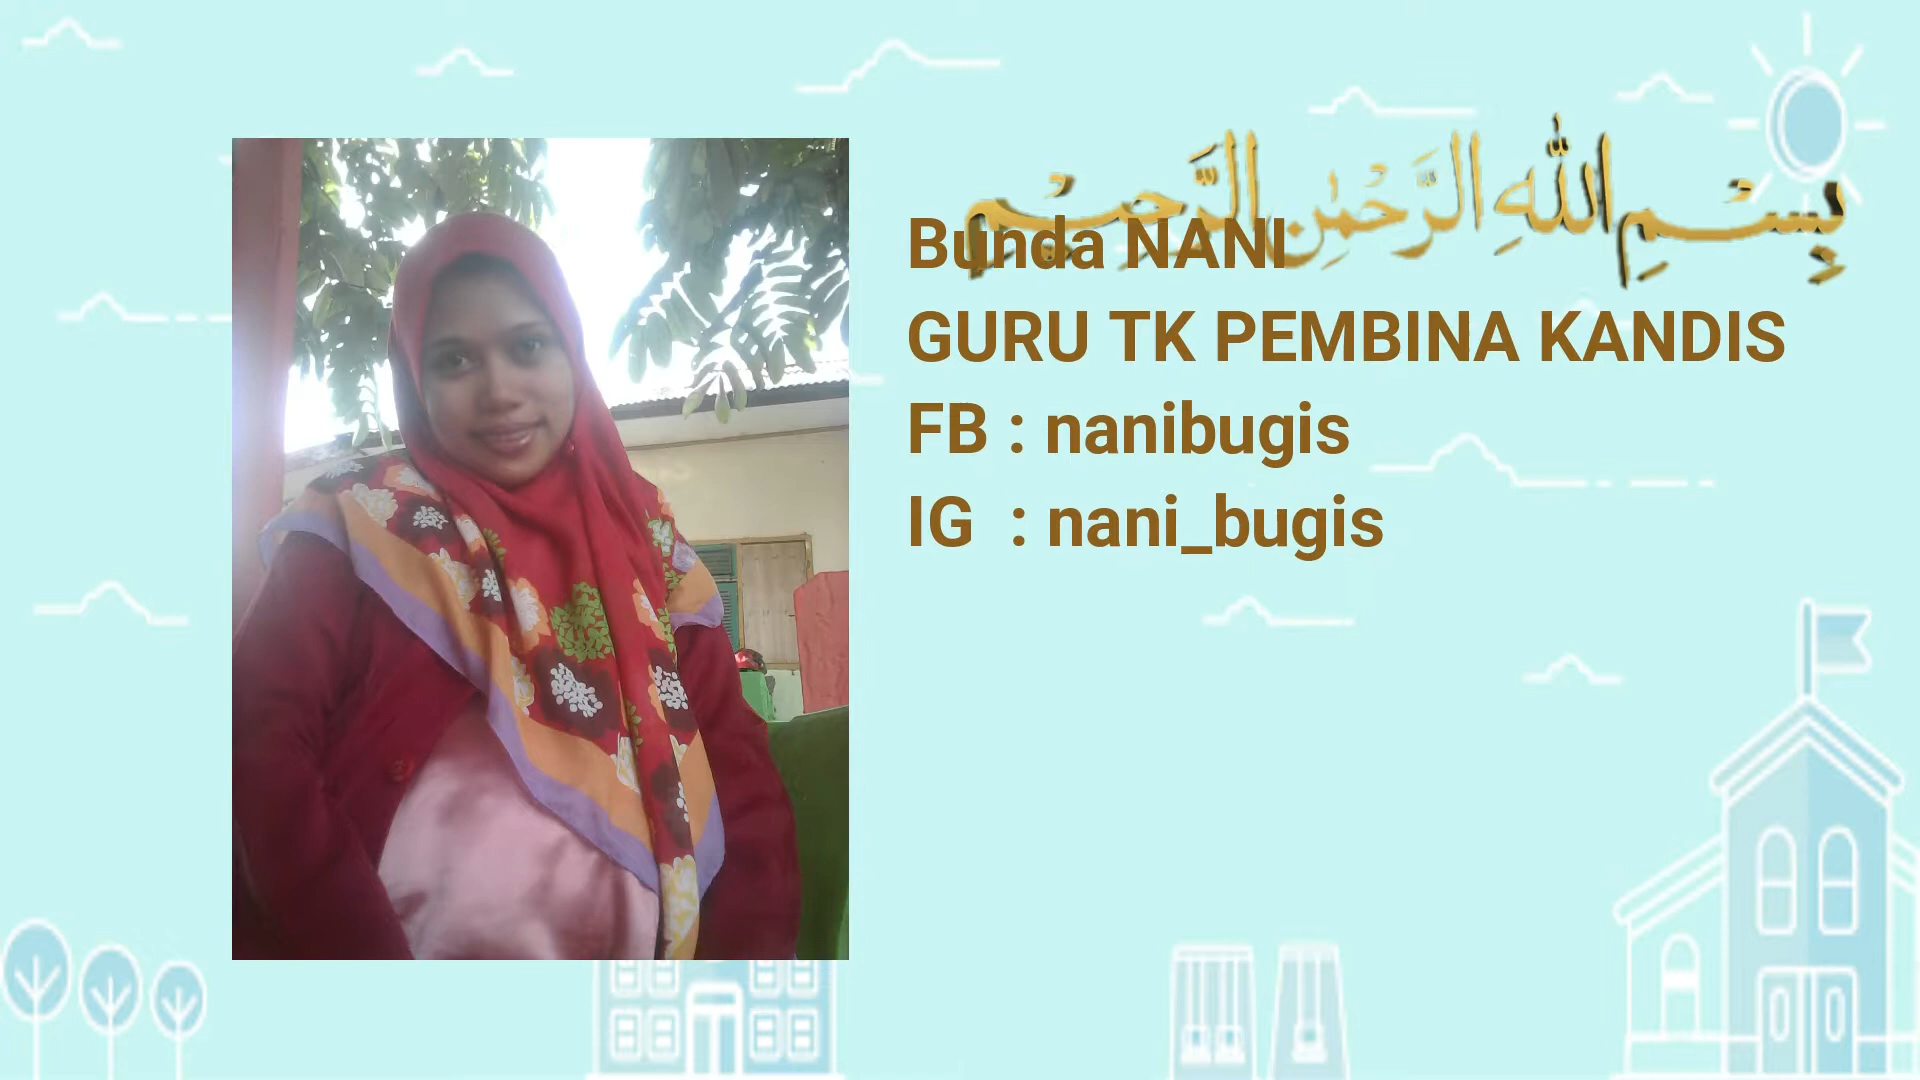 بِسْمِ اللّٰهِ الرَّحْمٰنِ الرَّحِيْمِ
Bunda NANI
GURU TK PEMBINA KANDIS
FB : nanibugis
IG  : nani_bugis